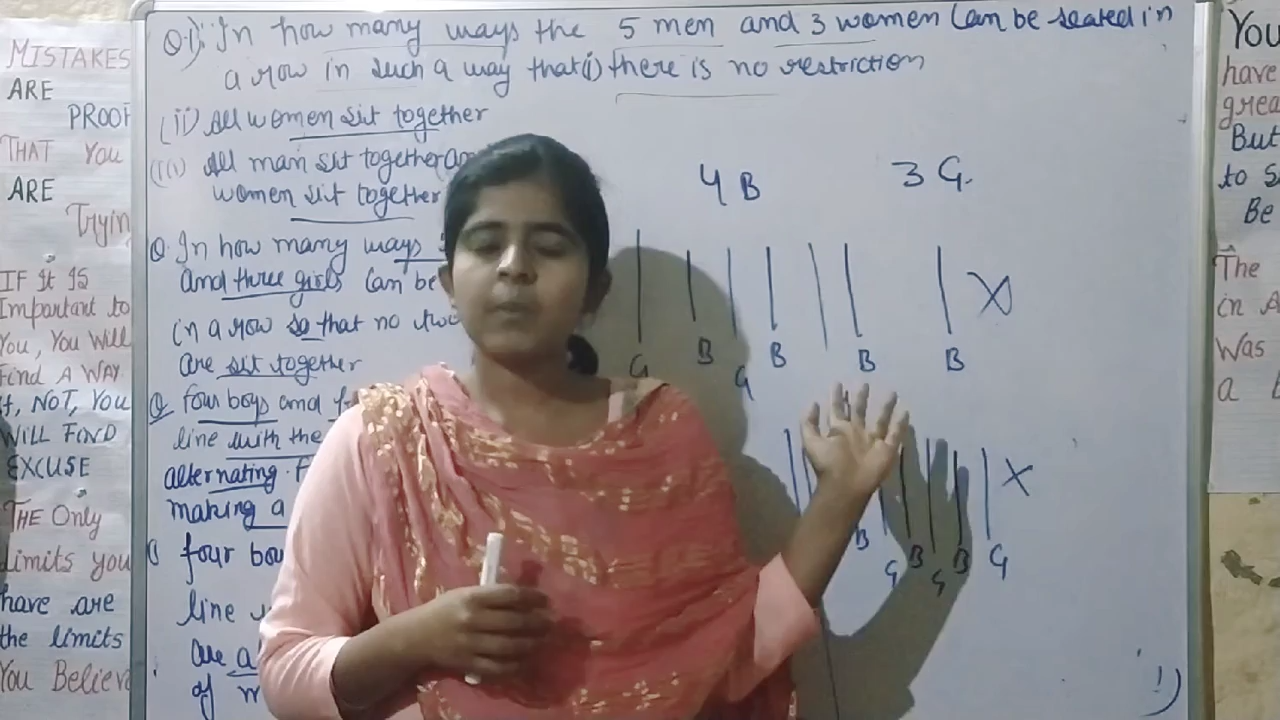 MISTAKES
ARE
PROOF
THAT YOU
ARE
Tryin
IF It IS
Important to
You, You Will
Find A WAY
If, NOT, You
WILL FIND
EXCUSE
THE Only
limits you
have are
the limits
You Believ
Q.1): In how many ways the 5 men and 3 women Can be seated in
a row in such a way that (i) there is no restriction
(ii) All women sit together
(iii) All man sit together
women sit together
Q. In how many ways
and three girls Can be
in a row so that no two
are sit together
Q four boys and
line with the
alternating
making a
four bo
line
are a
of
4 B 3 G.
G B G B B B X
B G B G B G X
!)
You
have
grea
But
to S
Be
The
in
Was
a